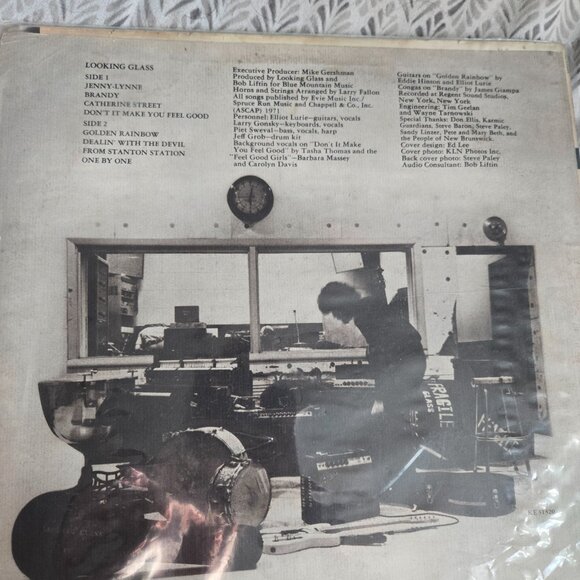 LOOKING GLASS
SIDE 1
JENNY-LYNNE
BRANDY
CATHERINE STREET
DON'T IT MAKE YOU FEEL GOOD
SIDE 2
GOLDEN RAINBOW
DEALIN' WITH THE DEVIL
FROM STANTON STATION
ONE BY ONE
Executive Producer: Mike Gershman
Produced by Looking Glass and
Bob Liftin for Blue Mountain Music
Horns and Strings Arranged by Larry Fallon
All songs published by Evie Music Inc./
Spruce Run Music and Chappell & Co., Inc.
(ASCAP) 1971
Personnel: Elliot Lurie—guitars, vocals
Larry Gonsky—keyboards, vocals
Piet Sweval—bass, vocals, harp
Jeff Grob—drum kit
Background vocals on "Don't It Make
You Feel Good" by Tasha Thomas and the
"Feel Good Girls"—Barbara Massey
and Carolyn Davis
Guitars on "Golden Rainbow" by
Eddie Hinton and Elliot Lurie
Congas on "Brandy" by James Giampa
Recorded at Regent Sound Studios,
New York, New York
Engineering: Tim Geelan
and Wayne Tarnowski
Special Thanks: Don Ellis, Karmic
Guardians, Steve Baron, Steve Paley,
Sandy Linzer, Pete and Mary Beth, and
the People of New Brunswick.
Cover design: Ed Lee
Cover photo: KLN Photos Inc.
Back cover photo: Steve Paley
Audio Consultant: Bob Liftin
FRAGILE
GLASS
KE 31320